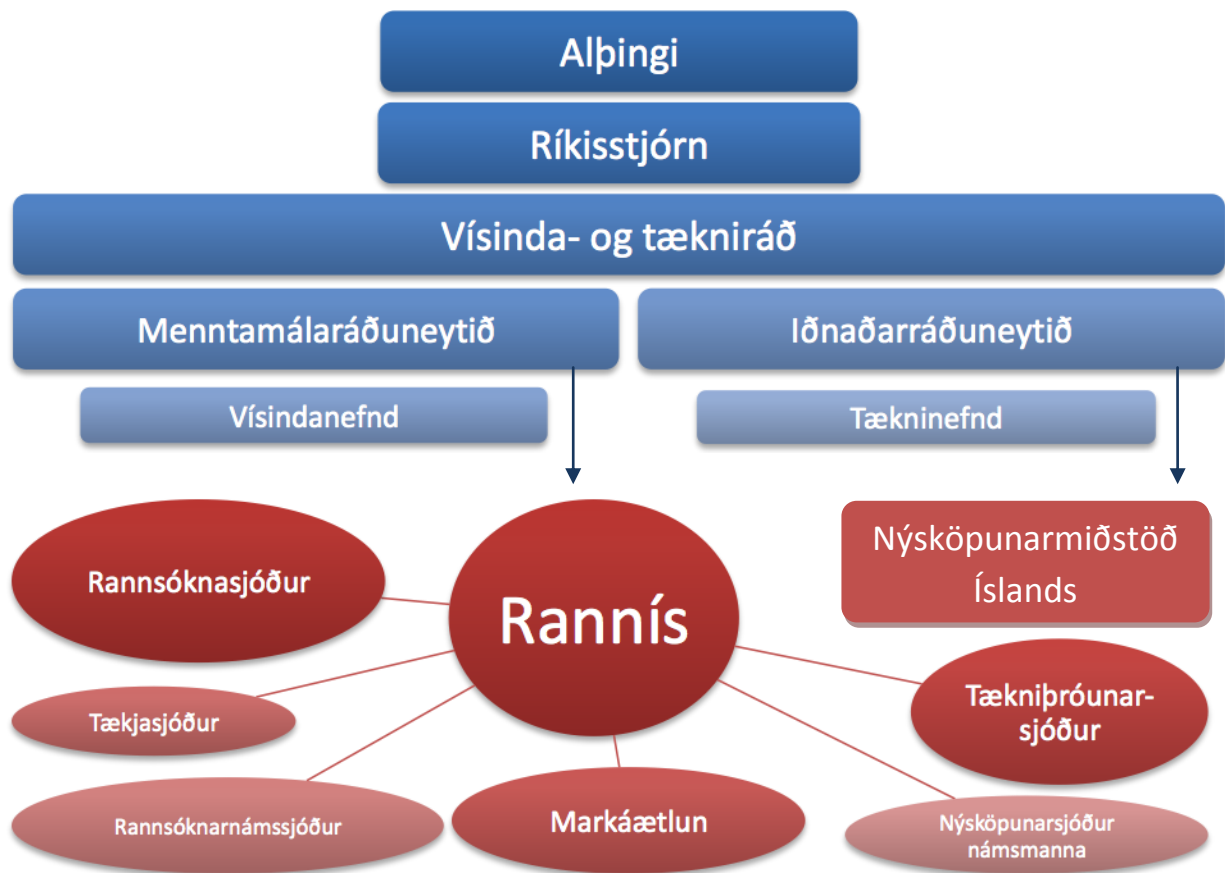 Alþingi
Ríkisstjórn
Vísinda- og tækniráð
Menntamálaráðuneytið
Iðnaðarráðuneytið
Vísindanefnd
Tækninefnd
Rannsóknasjóður
Rannís
Nýsköpunarmiðstöð
Íslands
Tækjasjóður
Tækniþróunar-
sjóður
Rannsóknarnámssjóður
Markáætlun
Nýsköpunarsjóður
námsmanna